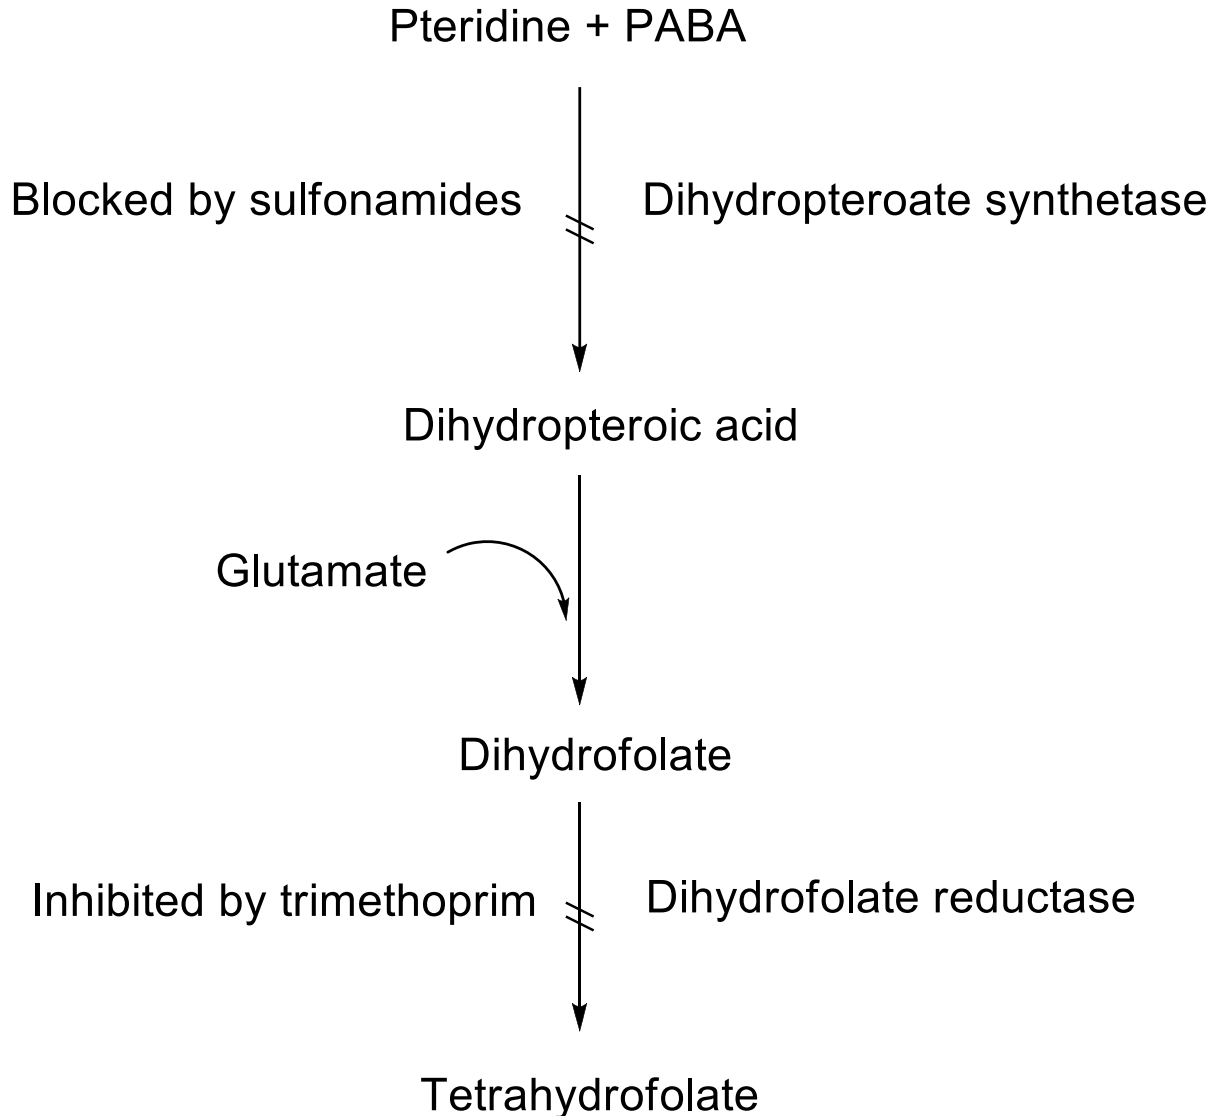 Pteridine + PABA
Blocked by sulfonamides
Dihydropteroate synthetase
Dihydropteroic acid
Glutamate
Dihydrofolate
Inhibited by trimethoprim
Dihydrofolate reductase
Tetrahydrofolate